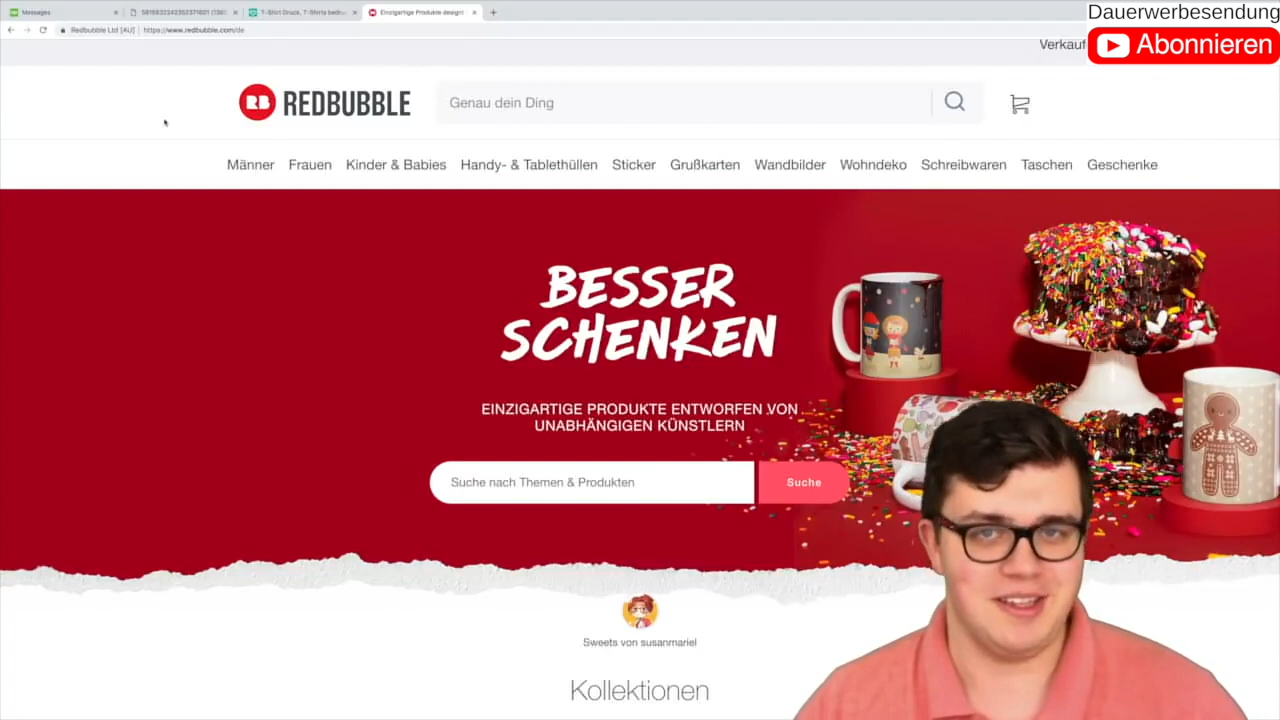 Messages
T-Shirt Druck, T-Shirts bedru
Einzigartige Produkte designt
Dauerwerbesendung
Redbubble Ltd [AU]
https://www.redbubble.com/de
Verkauf
Abonnieren
RB REDBUBBLE
Genau dein Ding
Männer Frauen Kinder & Babies Handy- & Tablethüllen Sticker Grußkarten Wandbilder Wohndeko Schreibwaren Taschen Geschenke
BESSER
SCHENKEN
EINZIGARTIGE PRODUKTE ENTWORFEN VON
UNABHÄNGIGEN KÜNSTLERN
Suche nach Themen & Produkten
Suche
Sweets von susanmariel
Kollektionen